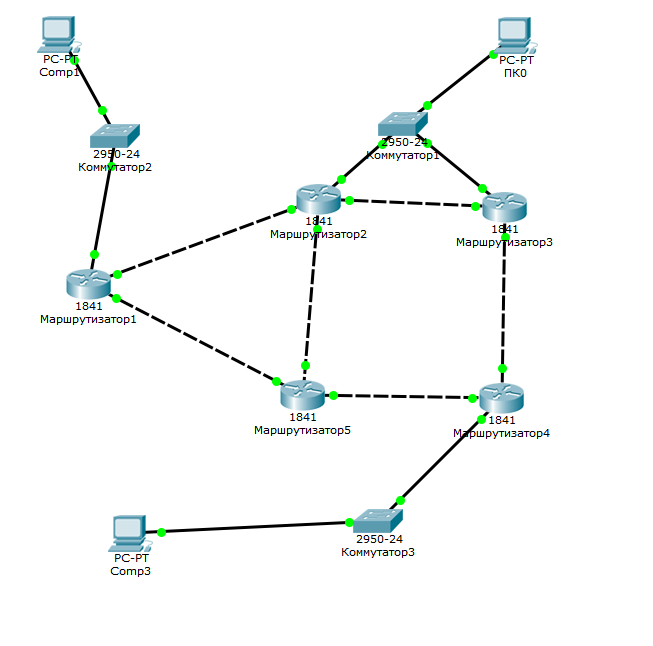 PC-PT
Comp1
PC-PT
ПК0
2950-24
Коммутатор2
2950-24
Коммутатор1
1841
Маршрутизатор2
1841
Маршрутизатор3
1841
Маршрутизатор1
1841
Маршрутизатор5
1841
Маршрутизатор4
2950-24
Коммутатор3
PC-PT
Comp3